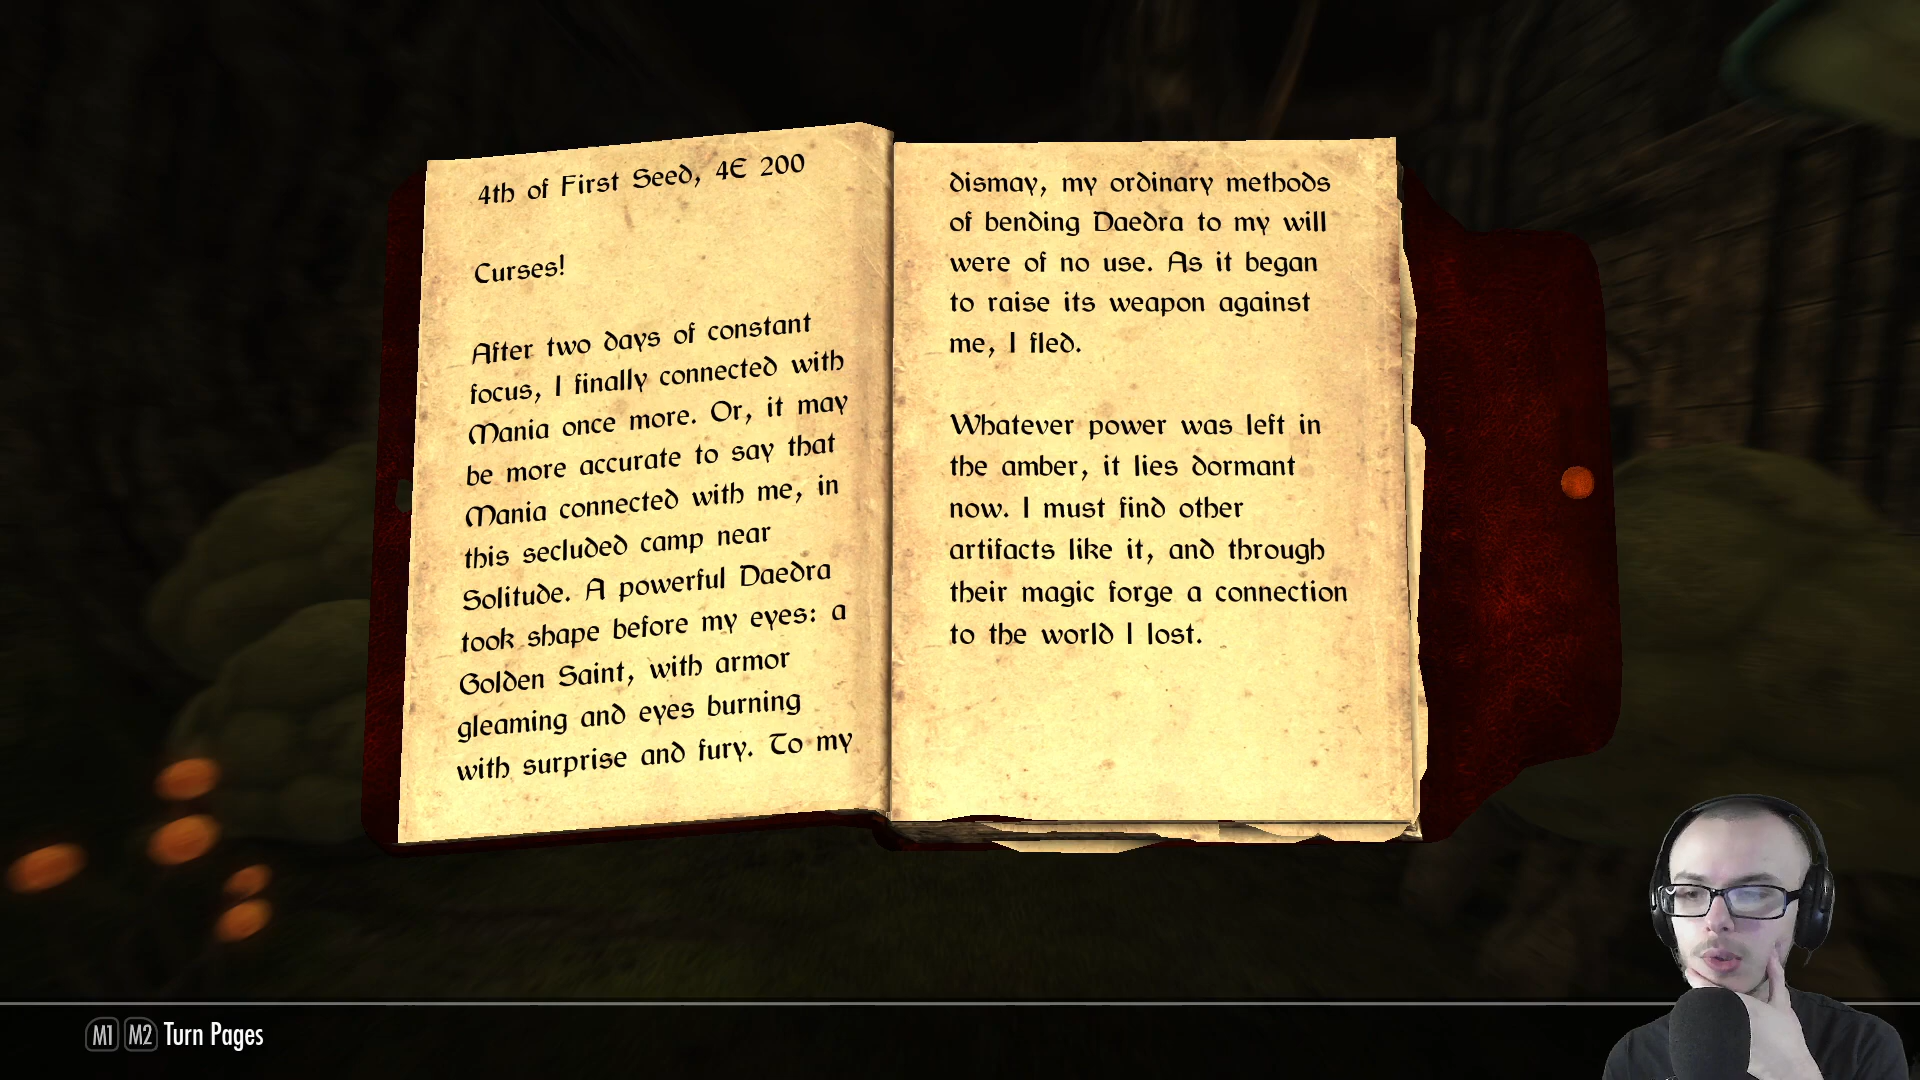 4th of First Seed, 4E 200
Curses!
After two days of constant
focus, I finally connected with
Mania once more. Or, it may
be more accurate to say that
Mania connected with me, in
this secluded camp near
Solitude. A powerful Daedra
took shape before my eyes: a
Golden Saint, with armor
gleaming and eyes burning
with surprise and fury. To my
dismay, my ordinary methods
of bending Daedra to my will
were of no use. As it began
to raise its weapon against
me, I fled.
Whatever power was left in
the amber, it lies dormant
now. I must find other
artifacts like it, and through
their magic forge a connection
to the world I lost.
M1 M2 Turn Pages